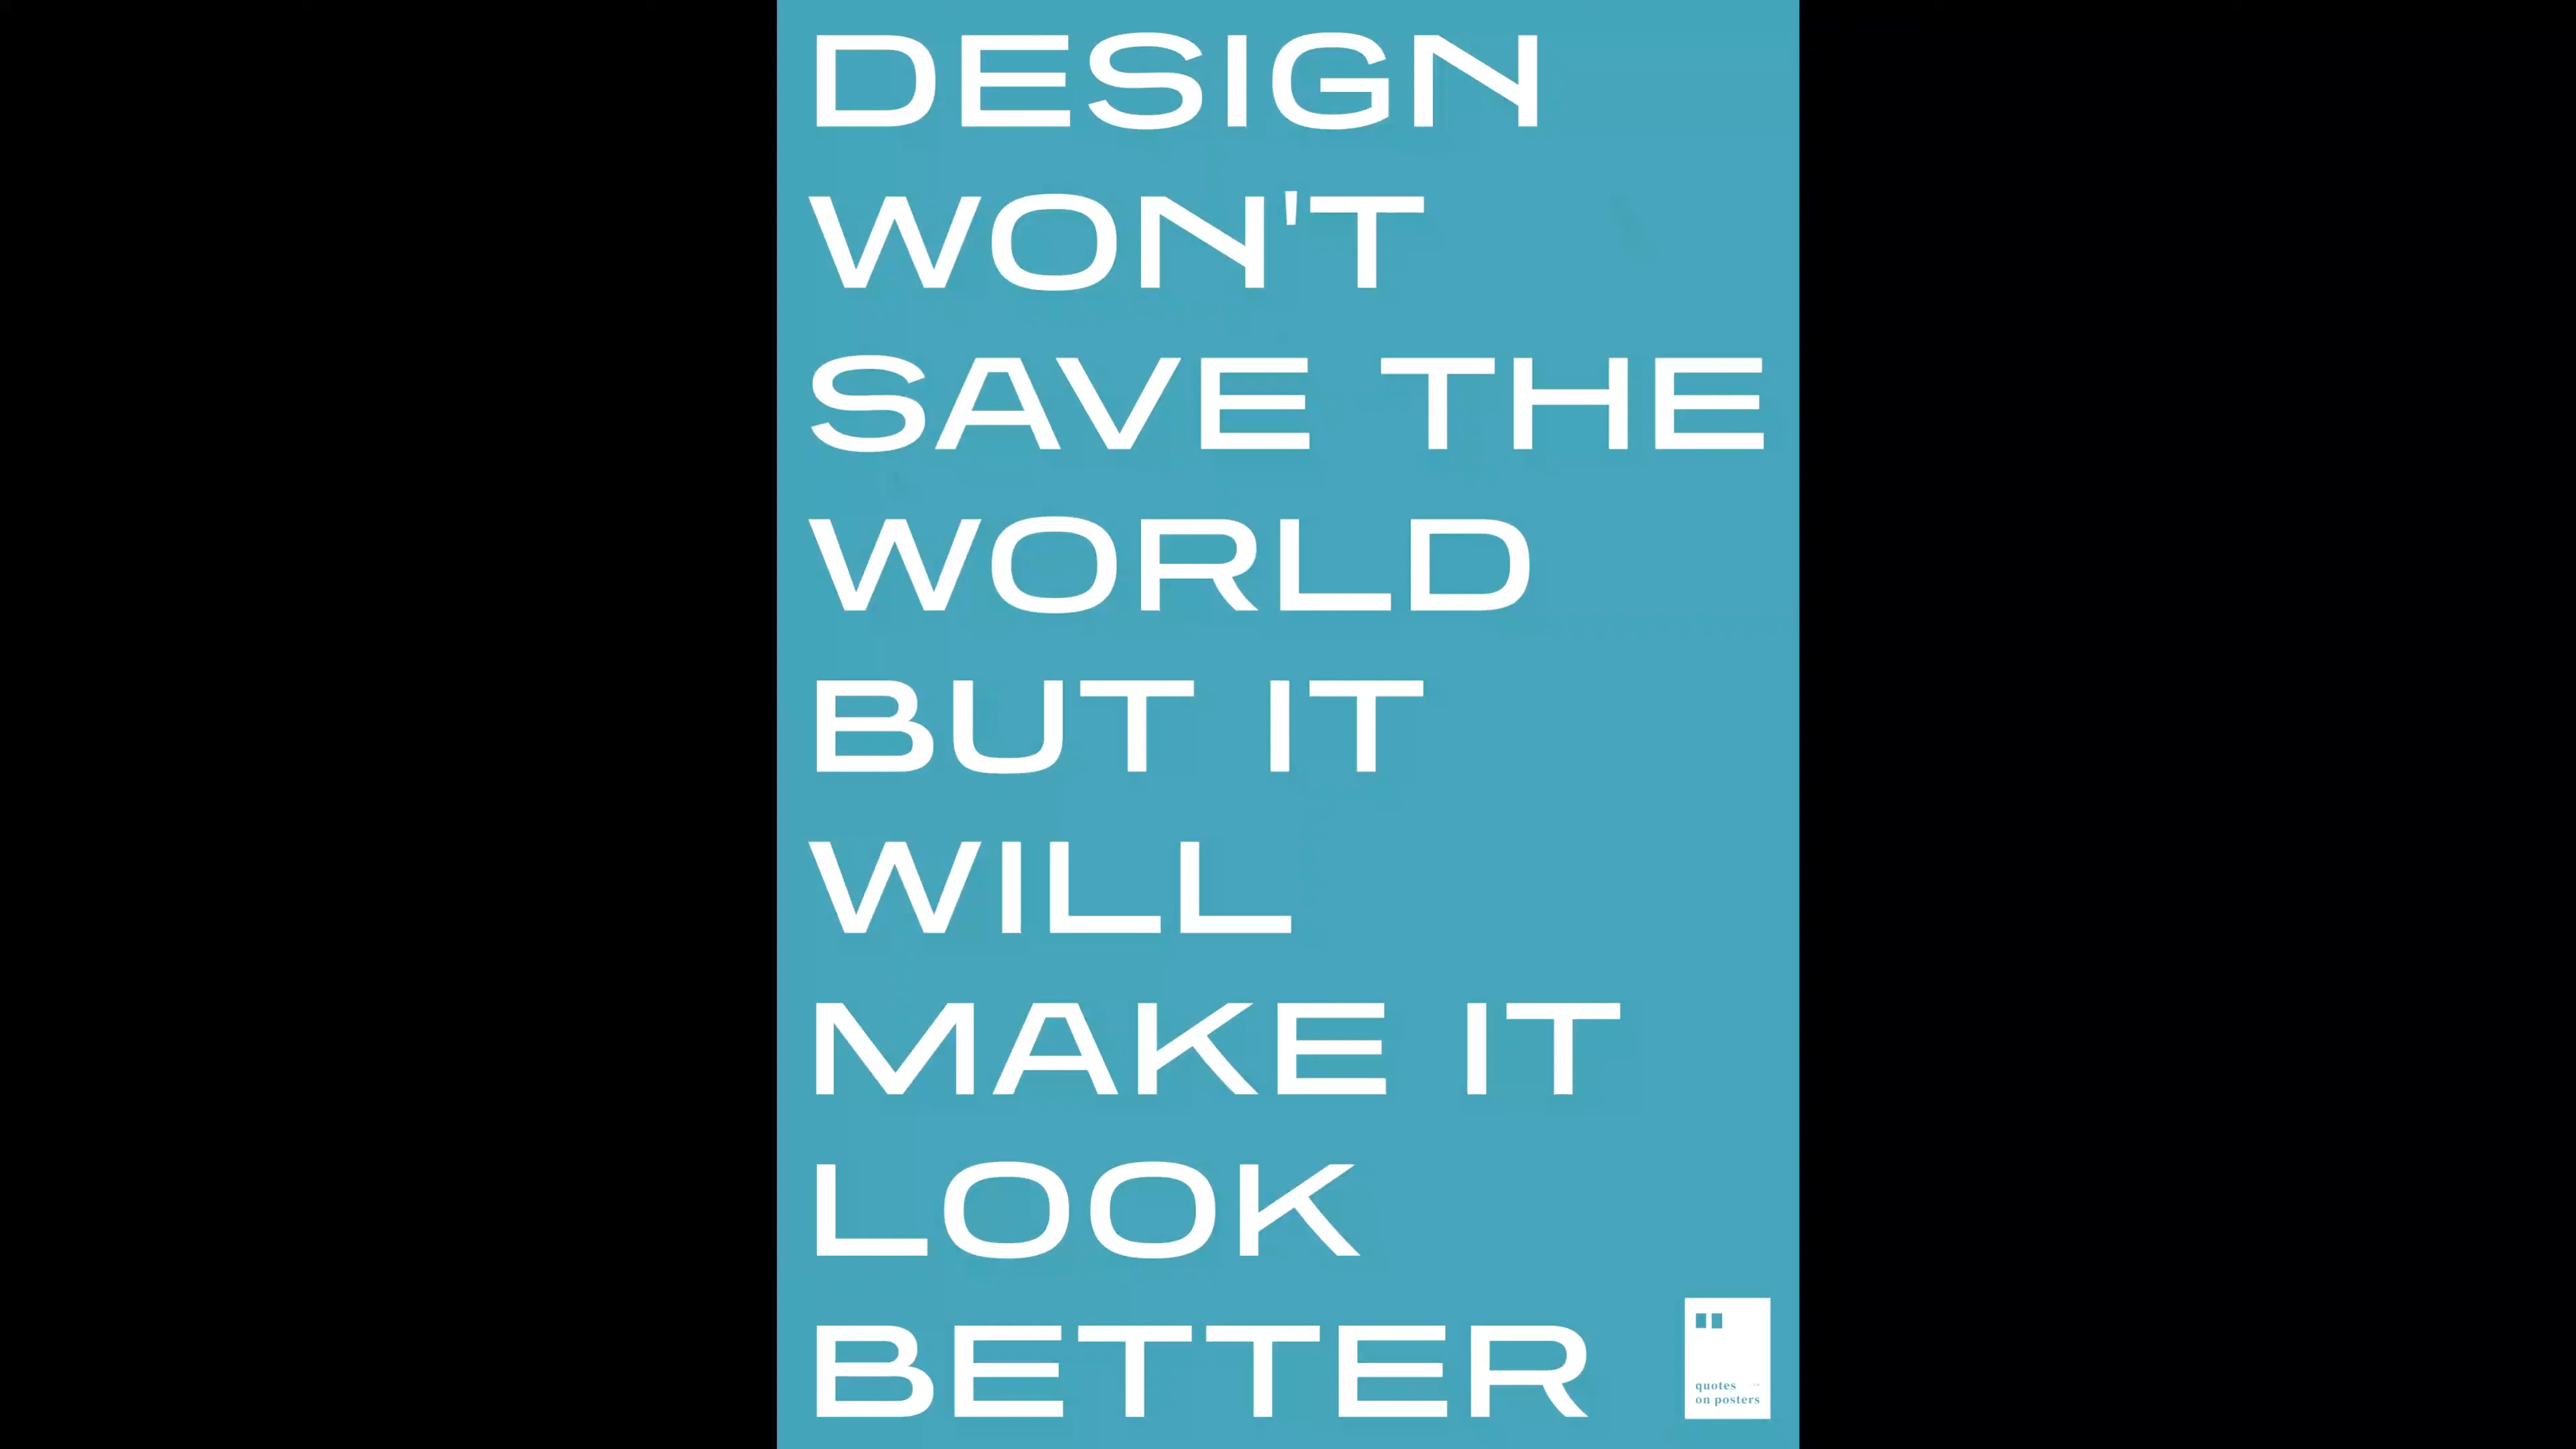 DESIGN
WON'T
SAVE THE
WORLD
BUT IT
WILL
MAKE IT
LOOK
BETTER
quotes
on posters